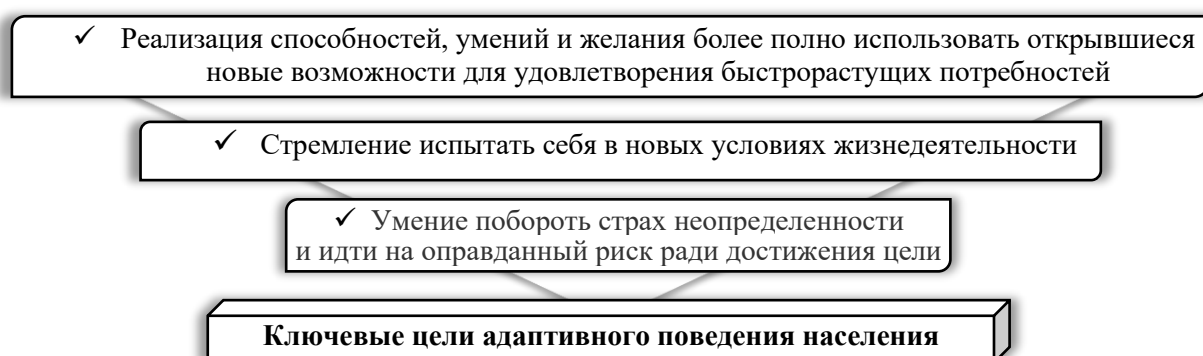 ✓ Реализация способностей, умений и желания более полно использовать открывшиеся
новые возможности для удовлетворения быстрорастущих потребностей
✓ Стремление испытать себя в новых условиях жизнедеятельности
✓ Умение побороть страх неопределенности
и идти на оправданный риск ради достижения цели
Ключевые цели адаптивного поведения населения